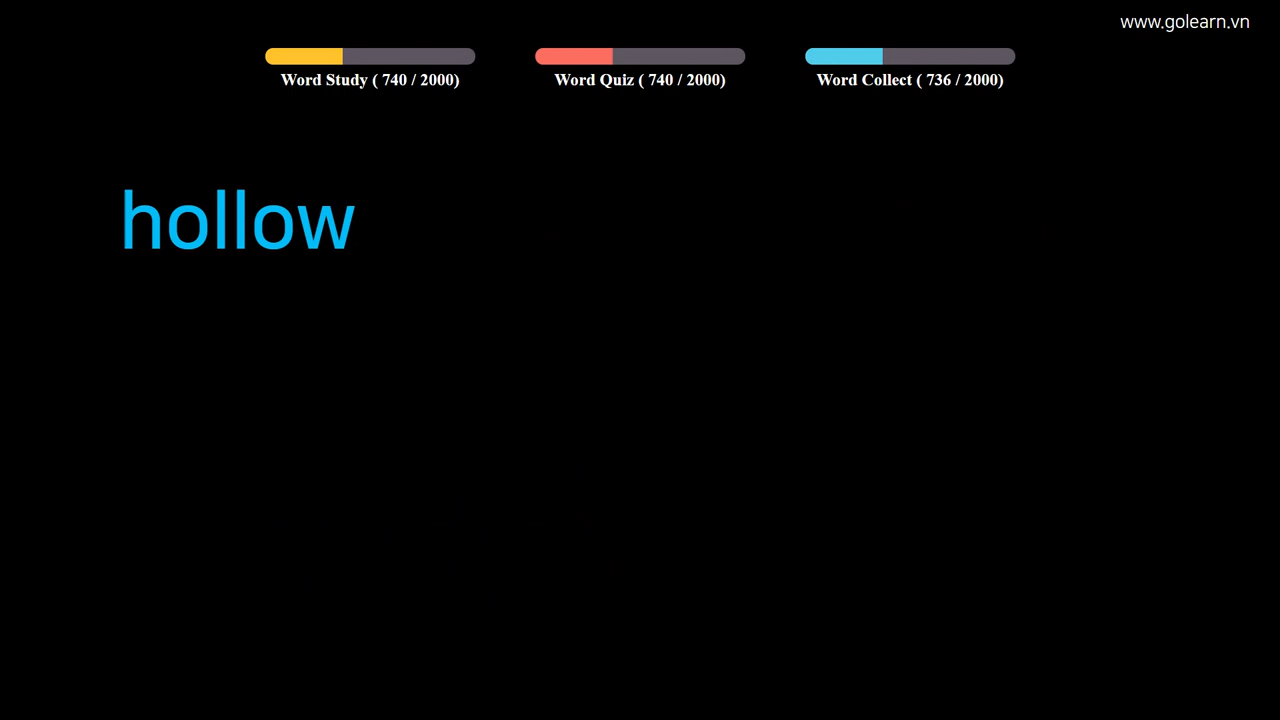 www.golearn.vn
Word Study ( 740 / 2000)
Word Quiz ( 740 / 2000)
Word Collect ( 736 / 2000)
hollow